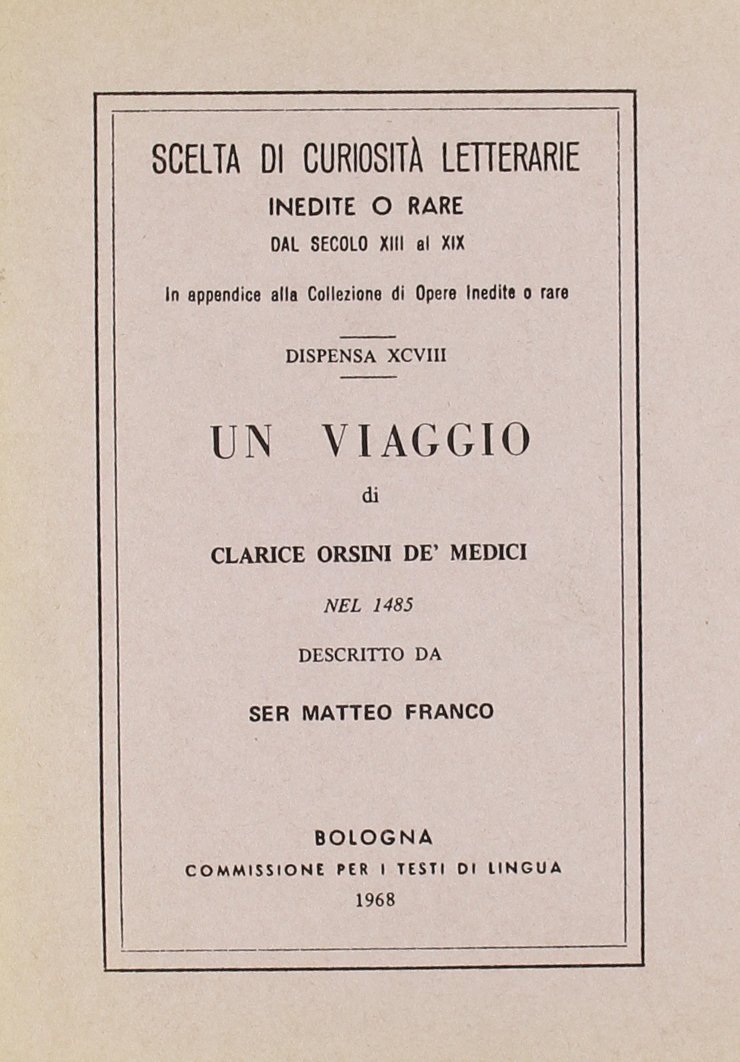 SCELTA DI CURIOSITÀ LETTERARIE
INEDITE O RARE
DAL SECOLO XIII al XIX
In appendice alla Collezione di Opere Inedite o rare
DISPENSA XCVIII
UN VIAGGIO
di
CLARICE ORSINI DE' MEDICI
NEL 1485
DESCRITTO DA
SER MATTEO FRANCO
BOLOGNA
COMMISSIONE PER I TESTI DI LINGUA
1968